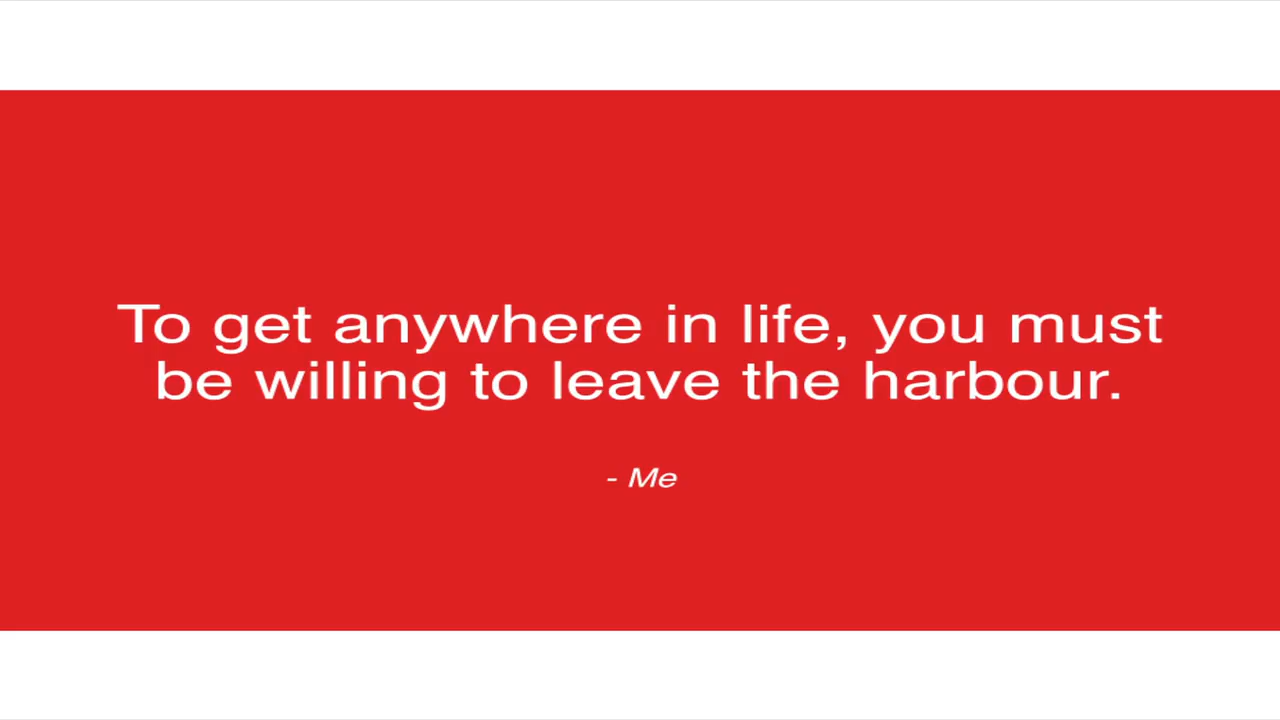 To get anywhere in life, you must
be willing to leave the harbour.
- Me